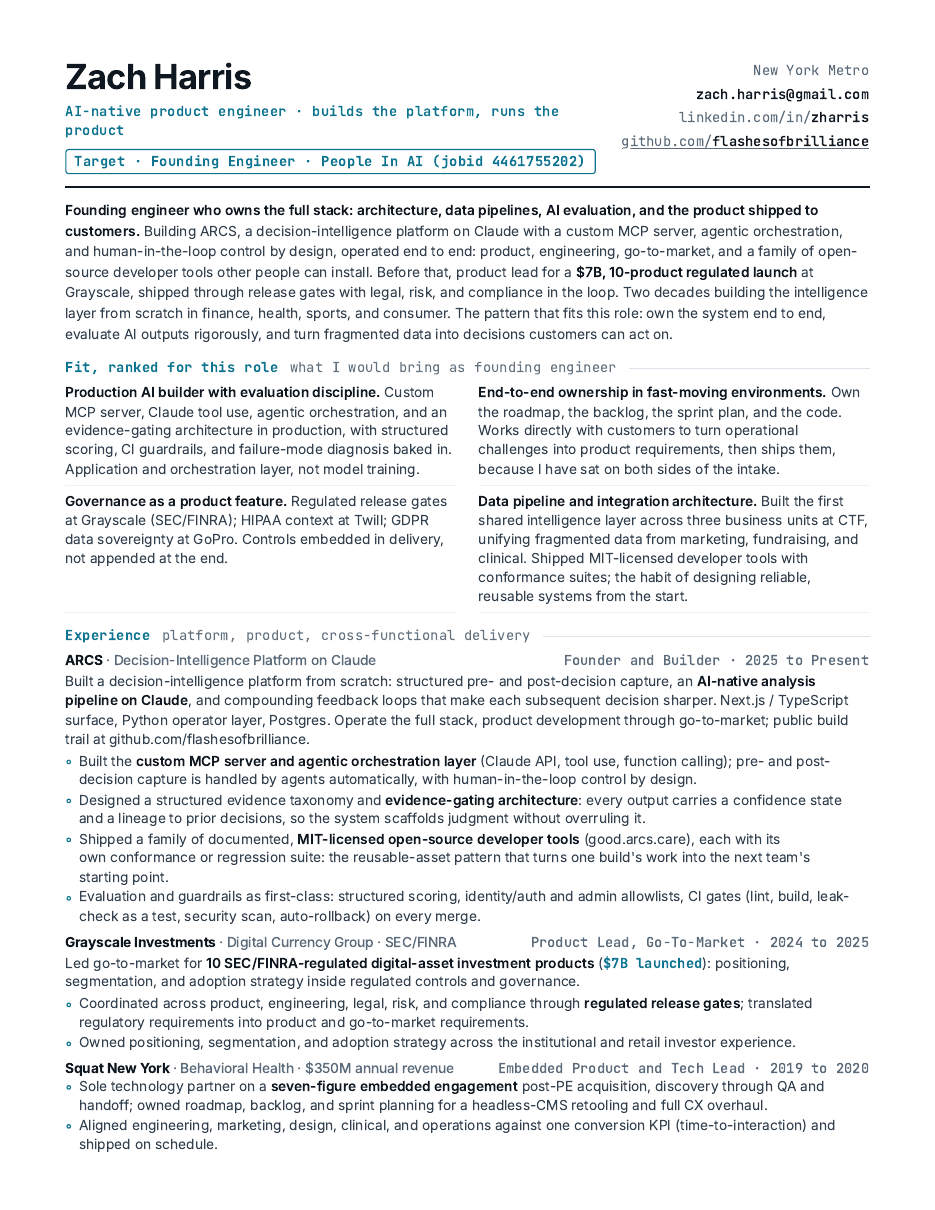 Zach Harris
AI-native product engineer · builds the platform, runs the
product
Target · Founding Engineer · People In AI (jobid 4461755202)
New York Metro
zach.harris@gmail.com
linkedin.com/in/zharris
github.com/flashesofbrilliance
Founding engineer who owns the full stack: architecture, data pipelines, AI evaluation, and the product shipped to
customers. Building ARCS, a decision-intelligence platform on Claude with a custom MCP server, agentic orchestration,
and human-in-the-loop control by design, operated end to end: product, engineering, go-to-market, and a family of open-
source developer tools other people can install. Before that, product lead for a $7B, 10-product regulated launch at
Grayscale, shipped through release gates with legal, risk, and compliance in the loop. Two decades building the intelligence
layer from scratch in finance, health, sports, and consumer. The pattern that fits this role: own the system end to end,
evaluate AI outputs rigorously, and turn fragmented data into decisions customers can act on.
Fit, ranked for this role what I would bring as founding engineer
Production AI builder with evaluation discipline. Custom
MCP server, Claude tool use, agentic orchestration, and an
evidence-gating architecture in production, with structured
scoring, CI guardrails, and failure-mode diagnosis baked in.
Application and orchestration layer, not model training.
End-to-end ownership in fast-moving environments. Own
the roadmap, the backlog, the sprint plan, and the code.
Works directly with customers to turn operational
challenges into product requirements, then ships them,
because I have sat on both sides of the intake.
Governance as a product feature. Regulated release gates
at Grayscale (SEC/FINRA); HIPAA context at Twill; GDPR
data sovereignty at GoPro. Controls embedded in delivery,
not appended at the end.
Data pipeline and integration architecture. Built the first
shared intelligence layer across three business units at CTF,
unifying fragmented data from marketing, fundraising, and
clinical. Shipped MIT-licensed developer tools with
conformance suites; the habit of designing reliable,
reusable systems from the start.
Experience platform, product, cross-functional delivery
ARCS · Decision-Intelligence Platform on Claude Founder and Builder · 2025 to Present
Built a decision-intelligence platform from scratch: structured pre- and post-decision capture, an AI-native analysis
pipeline on Claude, and compounding feedback loops that make each subsequent decision sharper. Next.js / TypeScript
surface, Python operator layer, Postgres. Operate the full stack, product development through go-to-market; public build
trail at github.com/flashesofbrilliance.
Built the custom MCP server and agentic orchestration layer (Claude API, tool use, function calling); pre- and post-
decision capture is handled by agents automatically, with human-in-the-loop control by design.
Designed a structured evidence taxonomy and evidence-gating architecture: every output carries a confidence state
and a lineage to prior decisions, so the system scaffolds judgment without overruling it.
Shipped a family of documented, MIT-licensed open-source developer tools (good.arcs.care), each with its
own conformance or regression suite: the reusable-asset pattern that turns one build's work into the next team's
starting point.
Evaluation and guardrails as first-class: structured scoring, identity/auth and admin allowlists, CI gates (lint, build, leak-
check as a test, security scan, auto-rollback) on every merge.
Grayscale Investments · Digital Currency Group · SEC/FINRA Product Lead, Go-To-Market · 2024 to 2025
Led go-to-market for 10 SEC/FINRA-regulated digital-asset investment products ($7B launched): positioning,
segmentation, and adoption strategy inside regulated controls and governance.
Coordinated across product, engineering, legal, risk, and compliance through regulated release gates; translated
regulatory requirements into product and go-to-market requirements.
Owned positioning, segmentation, and adoption strategy across the institutional and retail investor experience.
Squat New York · Behavioral Health · $350M annual revenue Embedded Product and Tech Lead · 2019 to 2020
Sole technology partner on a seven-figure embedded engagement post-PE acquisition, discovery through QA and
handoff; owned roadmap, backlog, and sprint planning for a headless-CMS retooling and full CX overhaul.
Aligned engineering, marketing, design, clinical, and operations against one conversion KPI (time-to-interaction) and
shipped on schedule.